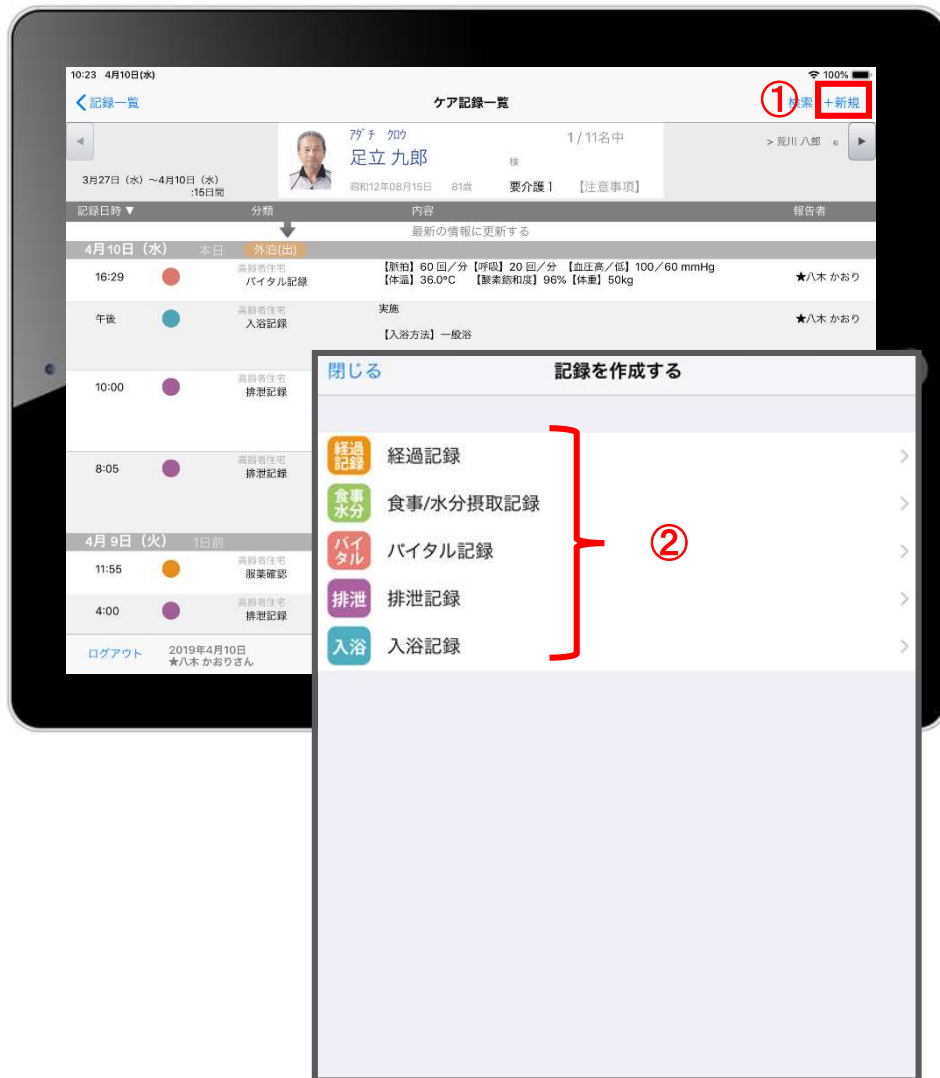 10:23 4月10日(水) 100%
記録一覧 ケア記録一覧 ① 検索 +新規
アダチ クロウ 1/11名中 > 荒川 八郎
足立 九郎 様
3月27日（水）〜4月10日（水）
:15日間
昭和12年08月15日 81歳 要介護1 【注意事項】
記録日時▼ 分類 内容 報告者
最新の情報に更新する
4月10日（水） 本日 外泊(出)
16:29 高齢者住宅 バイタル記録 【脈拍】60 回／分【呼吸】20 回／分 【血圧高／低】100／60 mmHg
【体温】36.0°C 【酸素飽和度】96%【体重】50kg ★八木 かおり
午後 高齢者住宅 入浴記録 実施
【入浴方法】一般浴 ★八木 かおり
10:00 高齢者住宅 排泄記録
8:05 高齢者住宅 排泄記録
4月 9日（火） 1日前
11:55 高齢者住宅 服薬確認
4:00 高齢者住宅 排泄記録
ログアウト 2019年4月10日
★八木 かおりさん
閉じる 記録を作成する
経過記録 経過記録
食事水分 食事/水分摂取記録
バイタル バイタル記録
排泄 排泄記録
入浴 入浴記録
②